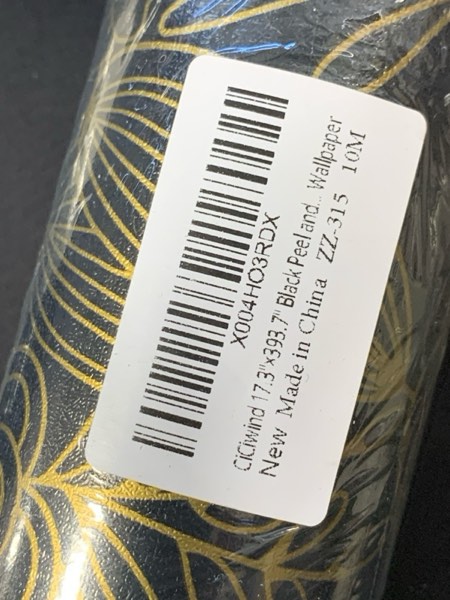 X004HO3RDX
CiCiwind 17.3"x393.7" Black Peel and... Wallpaper
New Made in China ZZ-315 10M